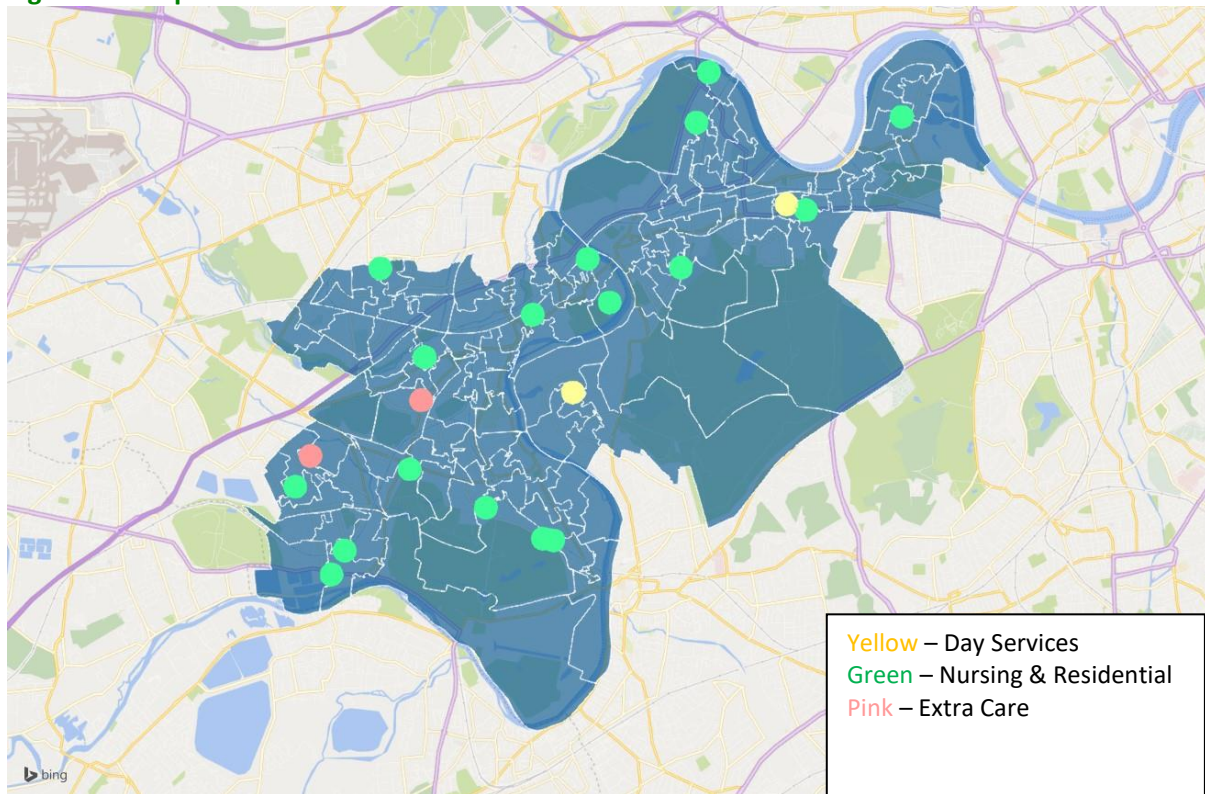 Yellow – Day Services
Green – Nursing & Residential
Pink – Extra Care
bing